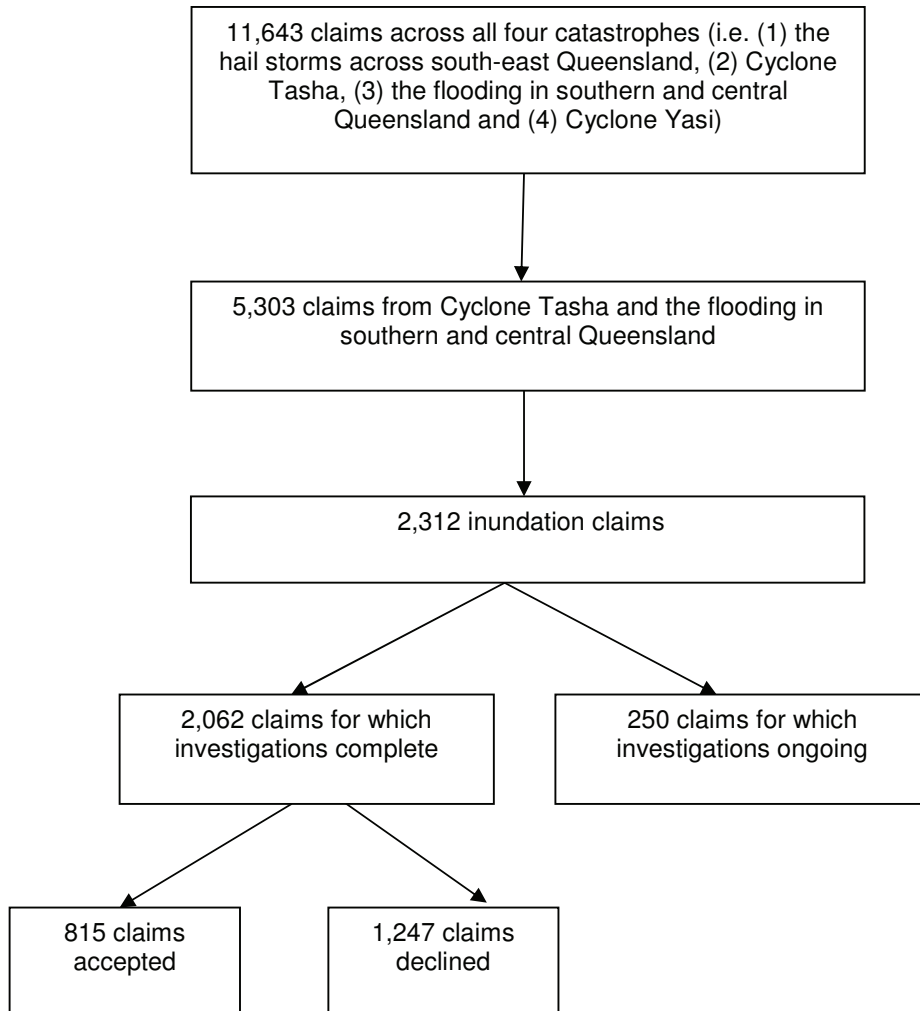 11,643 claims across all four catastrophes (i.e. (1) the
hail storms across south-east Queensland, (2) Cyclone
Tasha, (3) the flooding in southern and central
Queensland and (4) Cyclone Yasi)
5,303 claims from Cyclone Tasha and the flooding in
southern and central Queensland
2,312 inundation claims
2,062 claims for which
investigations complete
250 claims for which
investigations ongoing
815 claims
accepted
1,247 claims
declined